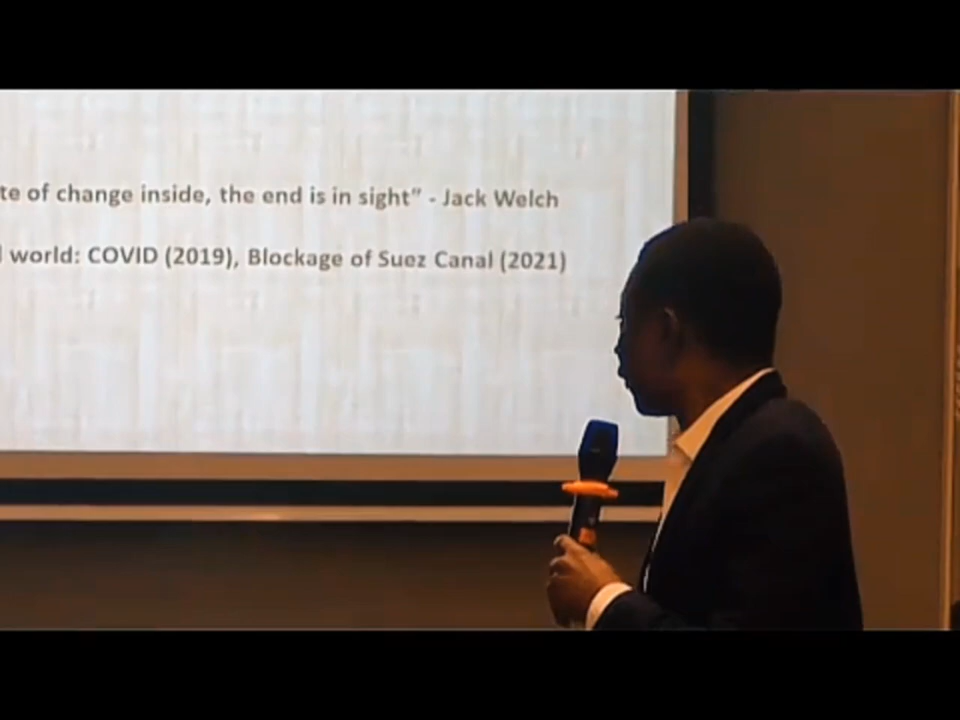 te of change inside, the end is in sight” - Jack Welch
world: COVID (2019), Blockage of Suez Canal (2021)